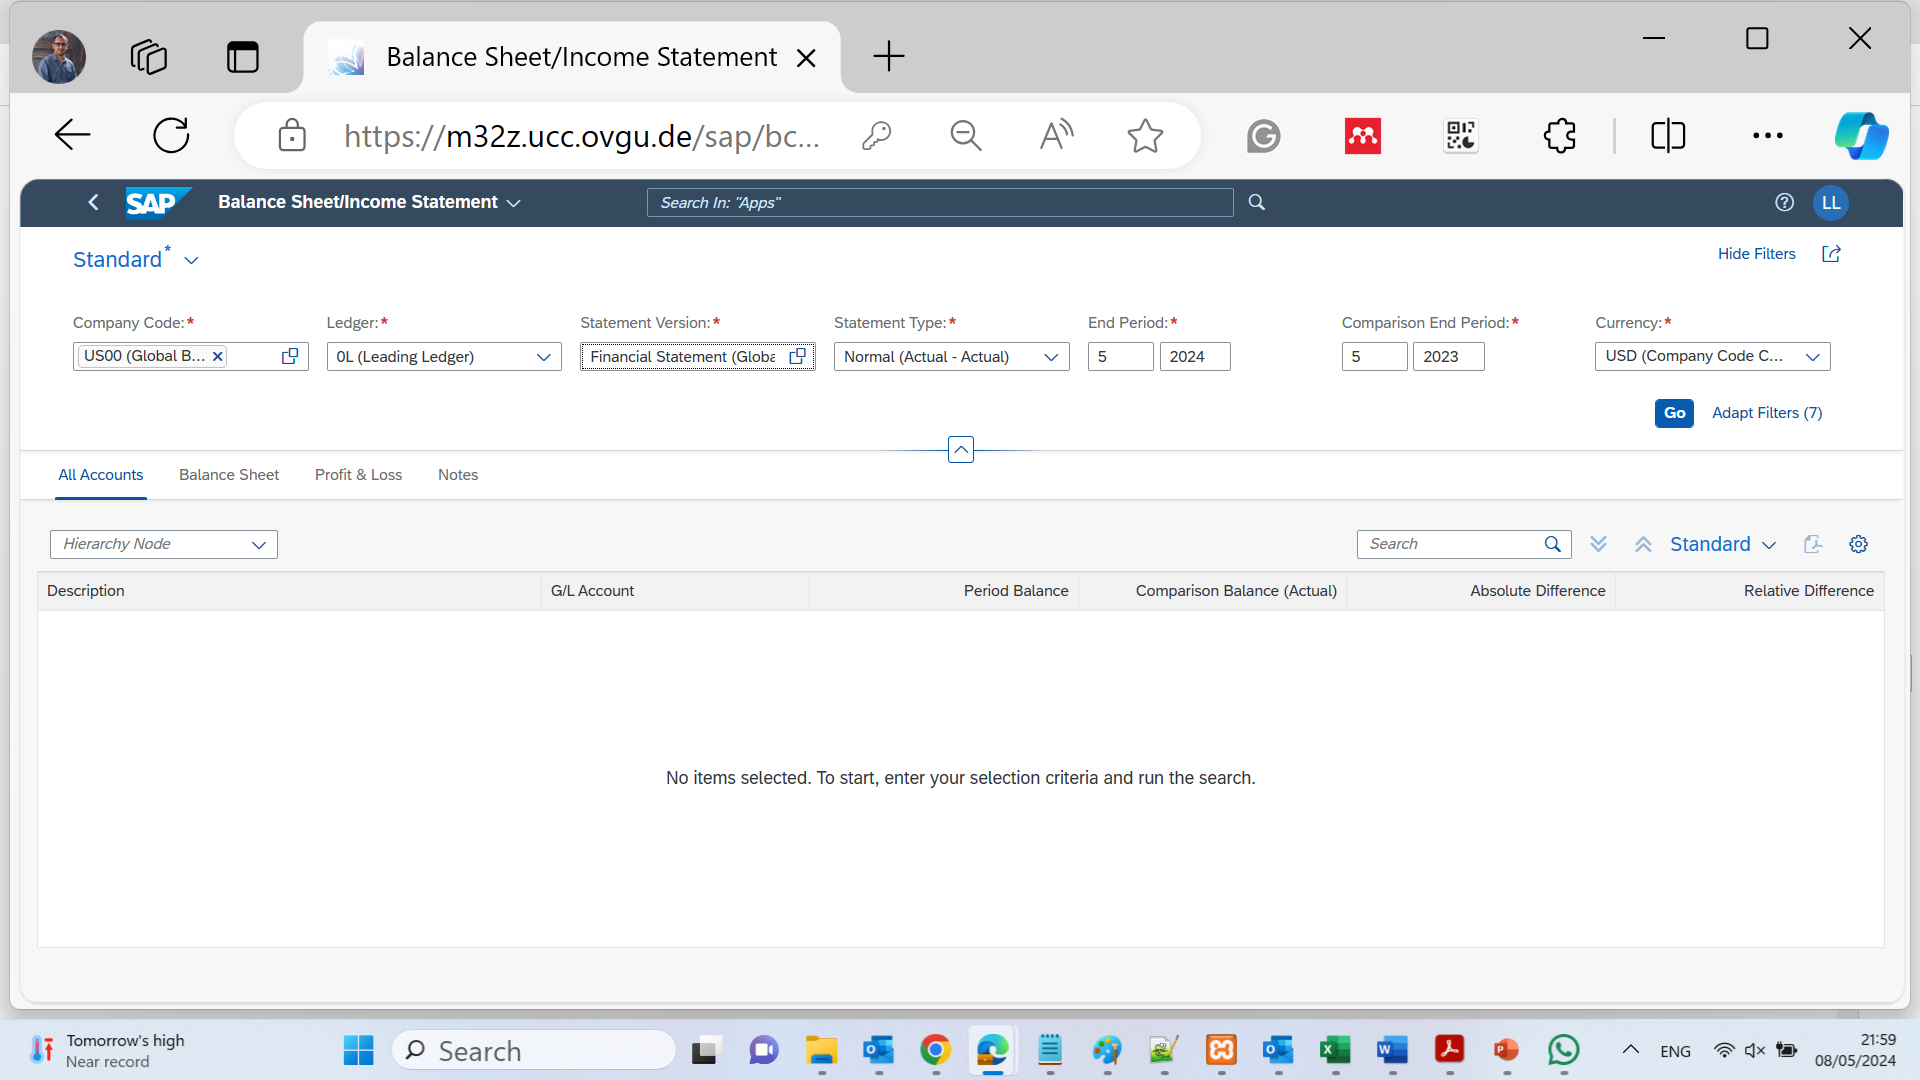 Balance Sheet/Income Statement
https://m32z.ucc.ovgu.de/sap/bc...
SAP
Balance Sheet/Income Statement
Search In: "Apps"
LL
Standard*
Hide Filters
Company Code:*
Ledger:*
Statement Version:*
Statement Type:*
End Period:*
Comparison End Period:*
Currency:*
US00 (Global B...
0L (Leading Ledger)
Financial Statement (Globa
Normal (Actual - Actual)
5
2024
5
2023
USD (Company Code C...
Go
Adapt Filters (7)
All Accounts
Balance Sheet
Profit & Loss
Notes
Hierarchy Node
Search
Standard
Description
G/L Account
Period Balance
Comparison Balance (Actual)
Absolute Difference
Relative Difference
No items selected. To start, enter your selection criteria and run the search.
Tomorrow's high
Near record
Search
ENG
21:59
08/05/2024